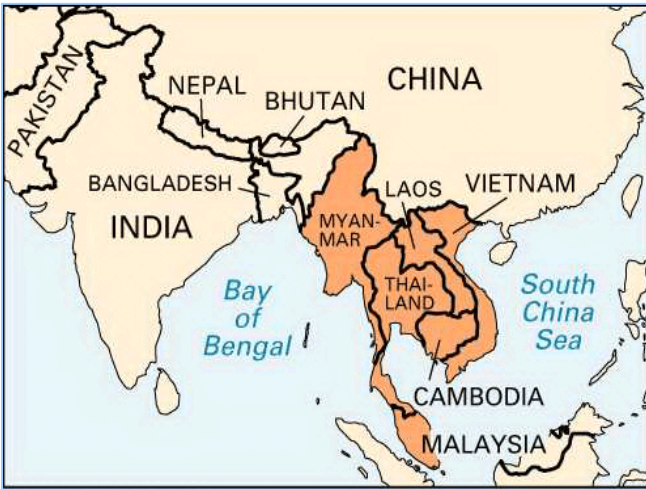 PAKISTAN
NEPAL
BHUTAN
CHINA
BANGLADESH
INDIA
MYAN-
MAR
LAOS
VIETNAM
THAI-
LAND
Bay
of
Bengal
South
China
Sea
CAMBODIA
MALAYSIA